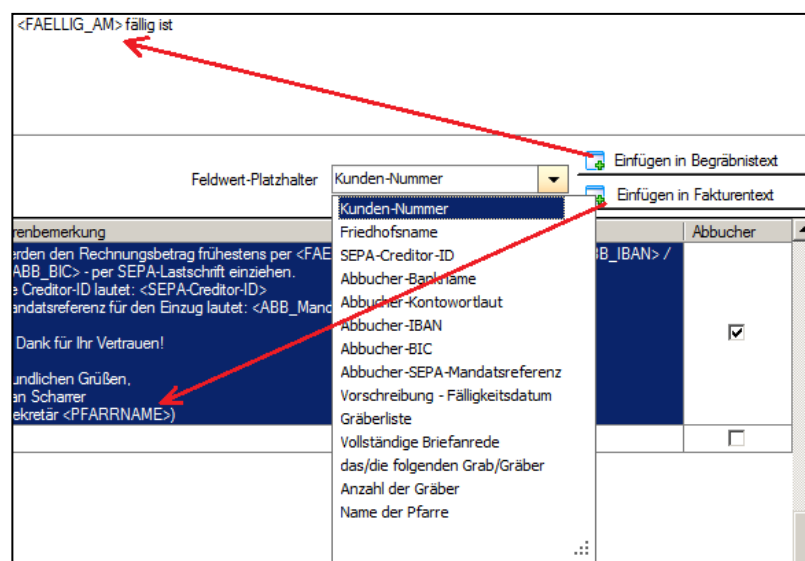 <FAELLIG_AM> fällig ist
Einfügen in Begräbnistext
Feldwert-Platzhalter
Kunden-Nummer
Einfügen in Fakturentext
Kunden-Nummer
Friedhofsname
SEPA-Creditor-ID
Abbucher-Bankname
Abbucher-Kontowortlaut
Abbucher-IBAN
Abbucher-BIC
Abbucher-SEPA-Mandatsreferenz
Vorschreibung - Fälligkeitsdatum
Gräberliste
Vollständige Briefanrede
das/die folgenden Grab/Gräber
Anzahl der Gräber
Name der Pfarre
renbemerkung
Abbucher
erden den Rechnungsbetrag frühestens per <FAE
BB_IBAN> /
ABB_BIC> - per SEPA-Lastschrift einziehen.
e Creditor-ID lautet: <SEPA-Creditor-ID>
andatsreferenz für den Einzug lautet: <ABB_Mand
Dank für Ihr Vertrauen!
undlichen Grüßen,
an Scharrer
ekretär <PFARRNAME>)